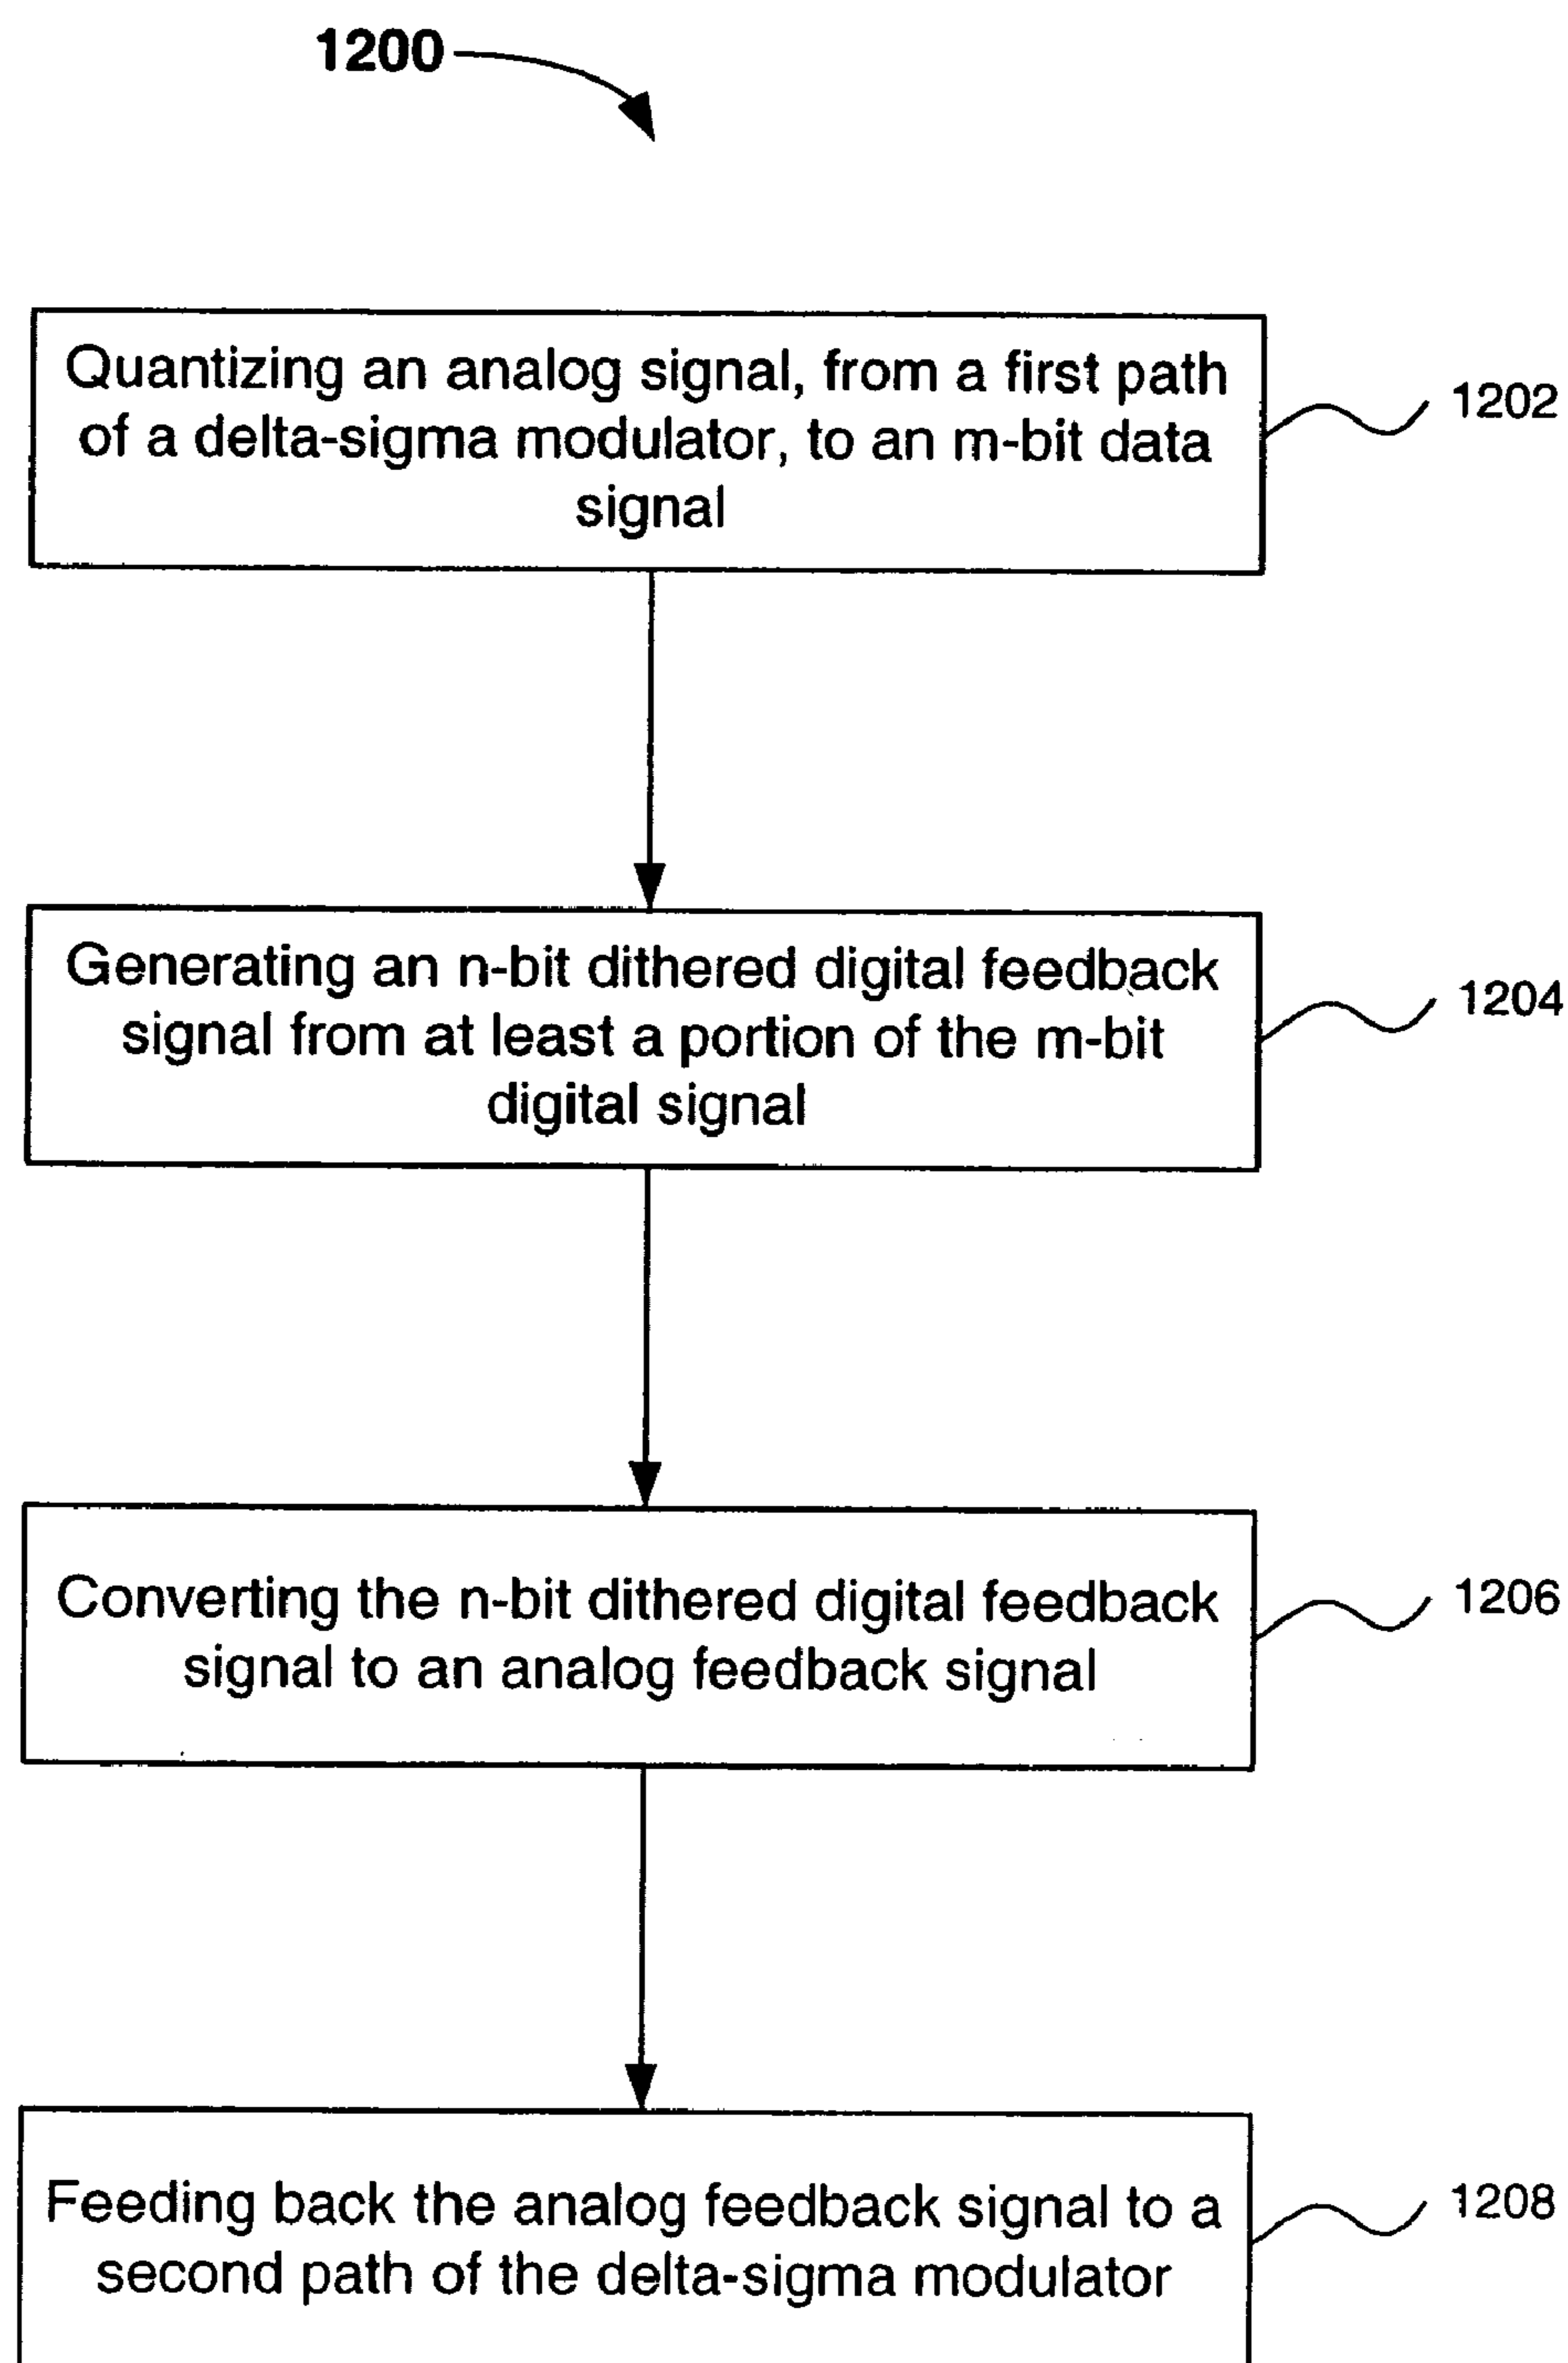 1200
Quantizing an analog signal, from a first path
of a delta-sigma modulator, to an m-bit data
signal
1202
Generating an n-bit dithered digital feedback
signal from at least a portion of the m-bit
digital signal
1204
Converting the n-bit dithered digital feedback
signal to an analog feedback signal
1206
Feeding back the analog feedback signal to a
second path of the delta-sigma modulator
1208